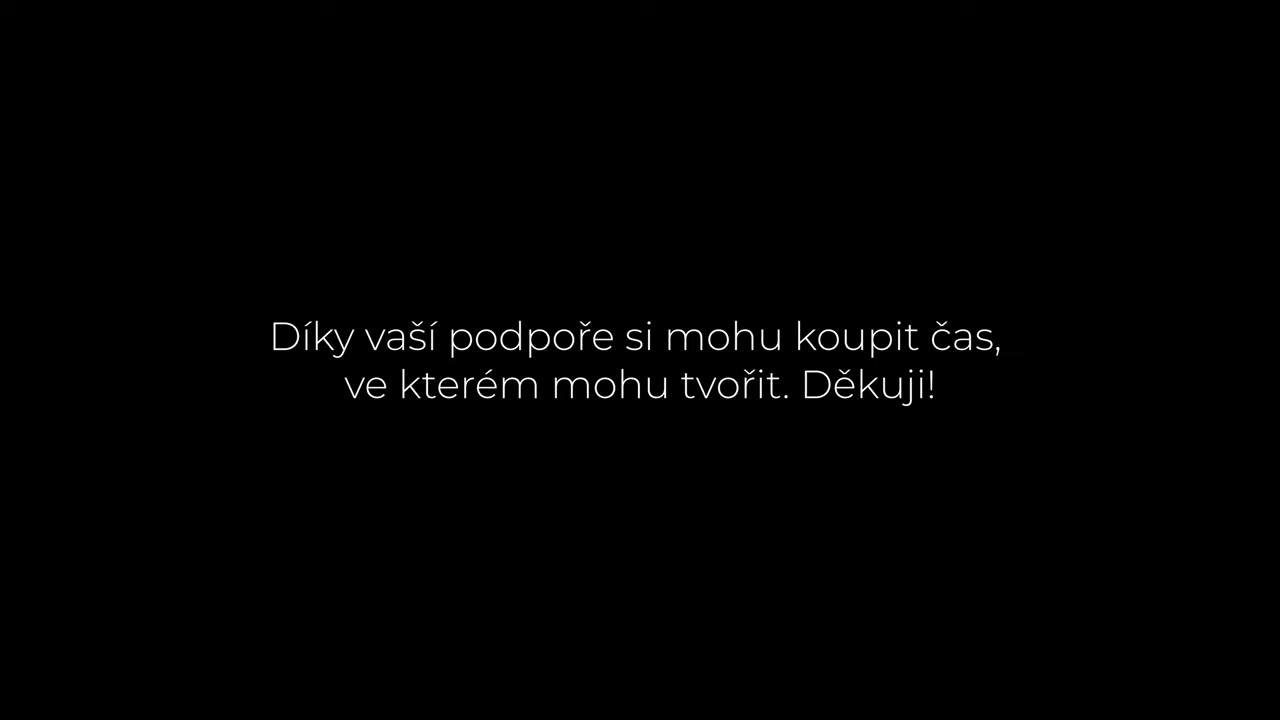 Díky vaší podpoře si mohu koupit čas,
ve kterém mohu tvořit. Děkuji!